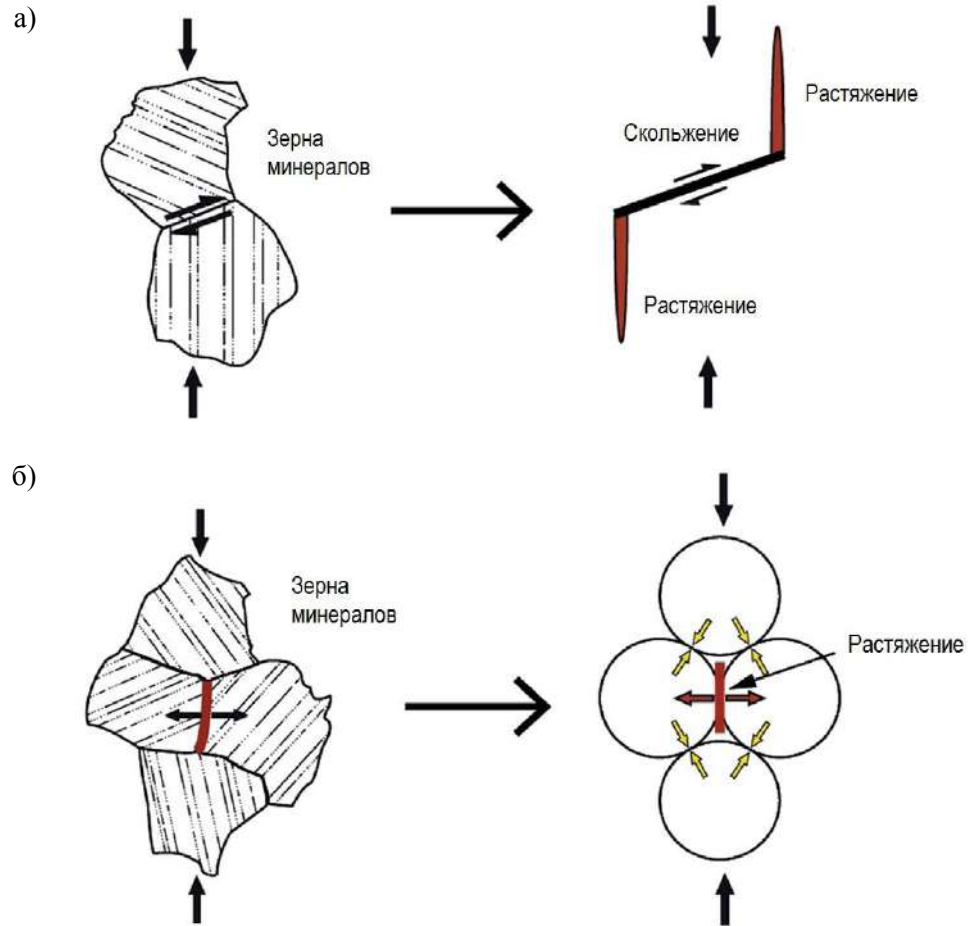 а)
Зерна
минералов
Скольжение
Растяжение
Растяжение
б)
Зерна
минералов
Растяжение